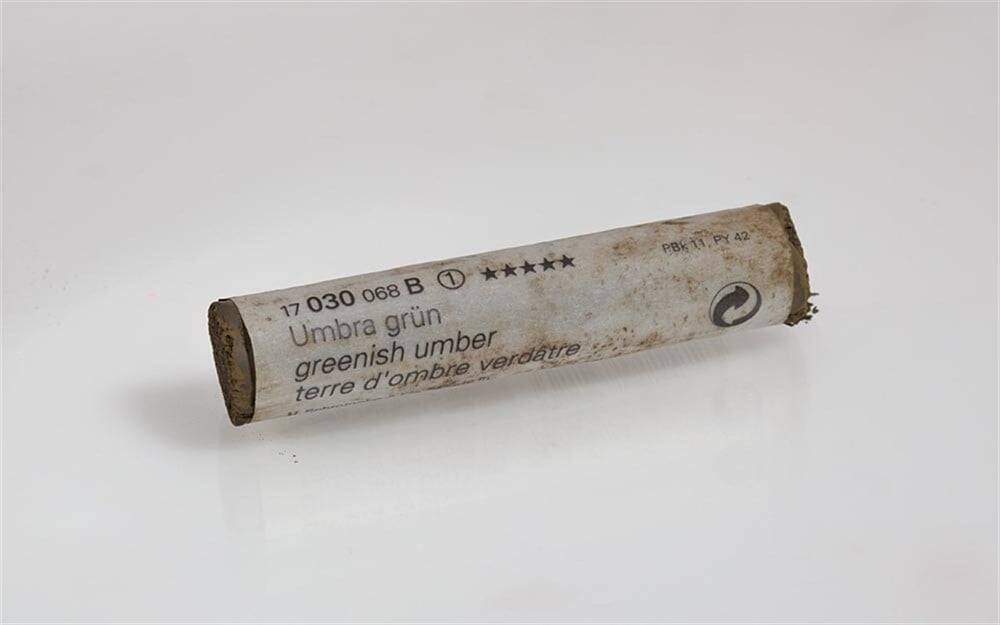 17 030 068 B ① ★★★★★
PBk 11, PY 42
Umbra grün
greenish umber
terre d'ombre verdâtre